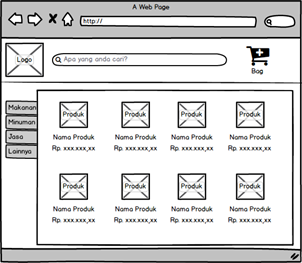 A Web Page
http://
Logo
Apa yang anda cari?
Bag
Makanan
Minuman
Jasa
Lainnya
Produk Produk Produk Produk
Nama Produk Nama Produk Nama Produk Nama Produk
Rp. xxx.xxx,xx Rp. xxx.xxx,xx Rp. xxx.xxx,xx Rp. xxx.xxx,xx
Produk Produk Produk Produk
Nama Produk Nama Produk Nama Produk Nama Produk
Rp. xxx.xxx,xx Rp. xxx.xxx,xx Rp. xxx.xxx,xx Rp. xxx.xxx,xx